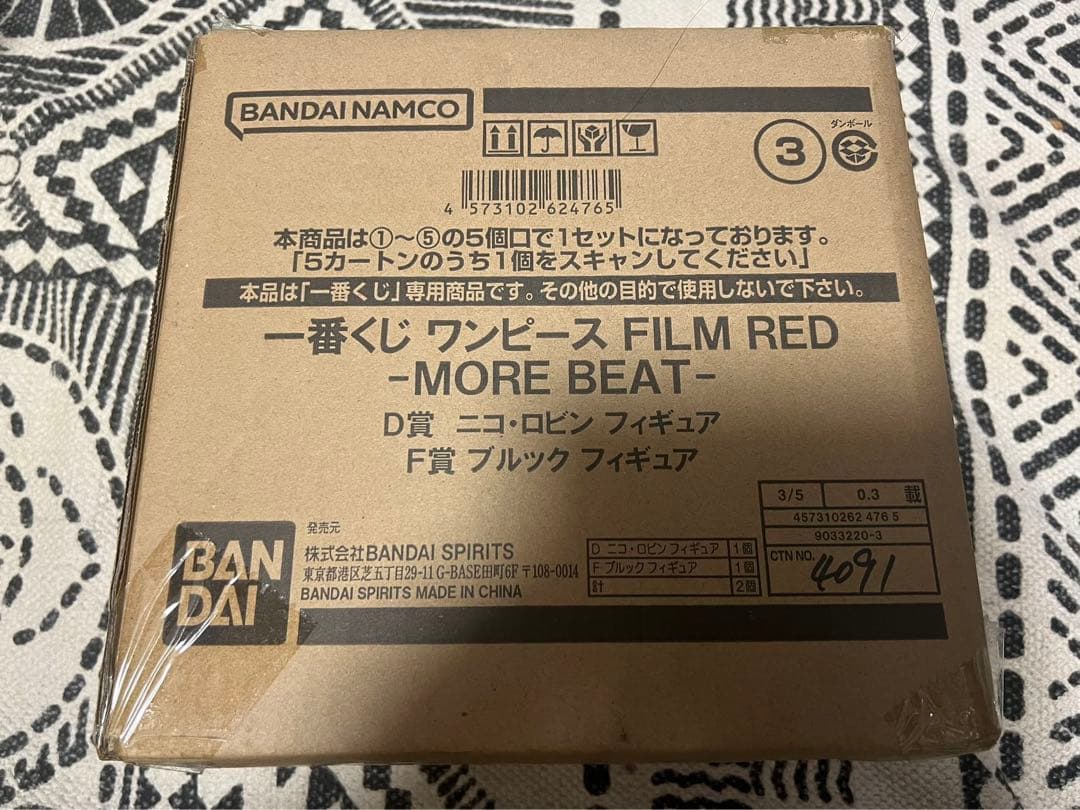 BANDAI NAMCO
③
ダンボール
4 573102 624765
本商品は①〜⑤の5個口で1セットになっております。
「5カートンのうち1個をスキャンしてください」
本品は「一番くじ」専用商品です。その他の目的で使用しないで下さい。
一番くじ ワンピース FILM RED
-MORE BEAT-
D賞 ニコ・ロビン フィギュア
F賞 ブルック フィギュア
3/5 0.3 載
457310262 476 5
9033220-3
CTN NO. 4091
BAN
DAI
発売元
株式会社BANDAI SPIRITS
東京都港区芝五丁目29-11 G-BASE田町6F 〒108-0014
BANDAI SPIRITS MADE IN CHINA
D ニコ・ロビン フィギュア 1個
F ブルック フィギュア 1個
計 2個